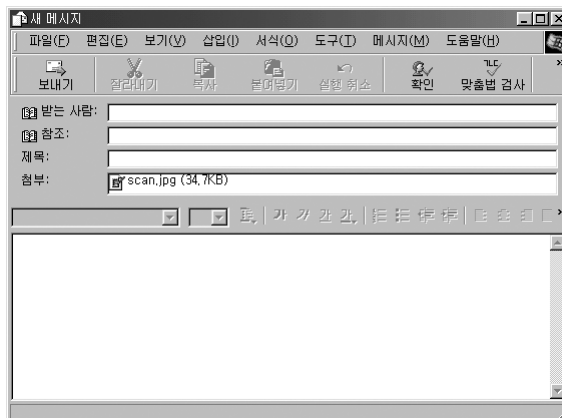 새 메시지
파일(F) 편집(E) 보기(V) 삽입(I) 서식(O) 도구(T) 메시지(M) 도움말(H)
보내기 잘라내기 복사 붙여넣기 실행 취소 확인 맞춤법 검사
받는 사람:
참조:
제목:
첨부: scan.jpg (34.7KB)
가 가 가 가